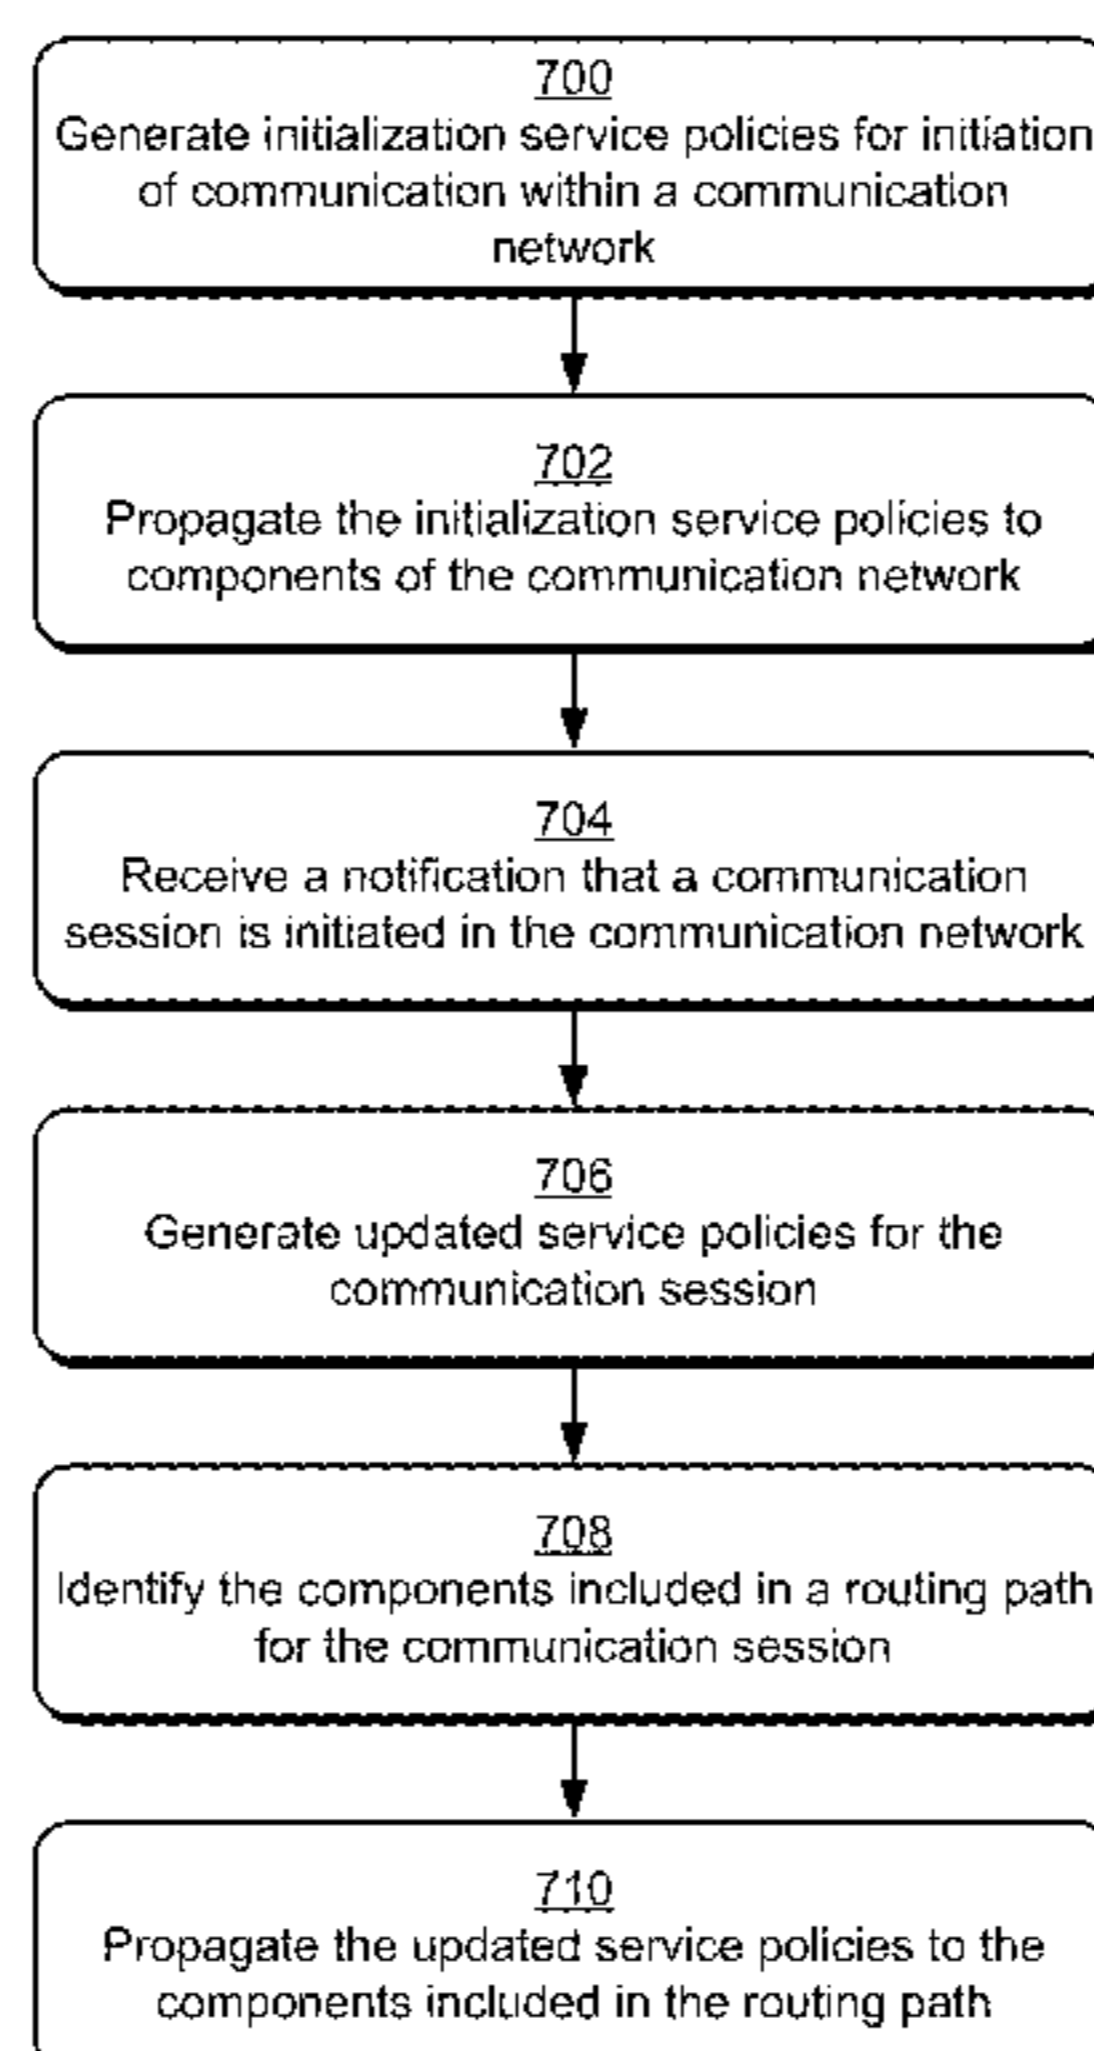 700
Generate initialization service policies for initiation
of communication within a communication
network
702
Propagate the initialization service policies to
components of the communication network
704
Receive a notification that a communication
session is initiated in the communication network
706
Generate updated service policies for the
communication session
708
Identify the components included in a routing path
for the communication session
710
Propagate the updated service policies to the
components included in the routing path